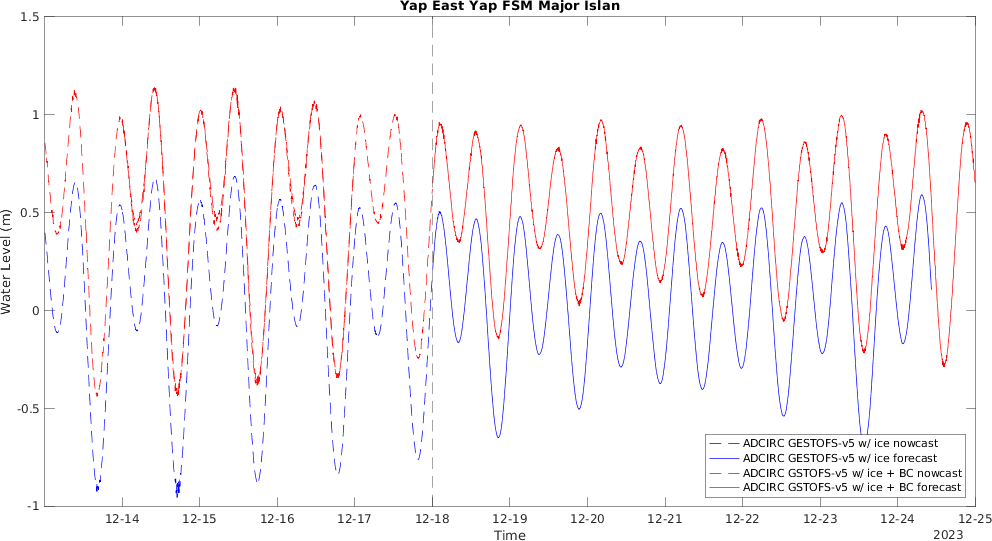 Yap East Yap FSM Major Islan
1.5
1
0.5
0
-0.5
-1
Water Level (m)
ADCIRC GESTOFS-v5 w/ ice nowcast
ADCIRC GESTOFS-v5 w/ ice forecast
ADCIRC GSTOFS-v5 w/ ice + BC nowcast
ADCIRC GSTOFS-v5 w/ ice + BC forecast
12-14 12-15 12-16 12-17 12-18 12-19 12-20 12-21 12-22 12-23 12-24 12-25
Time
2023